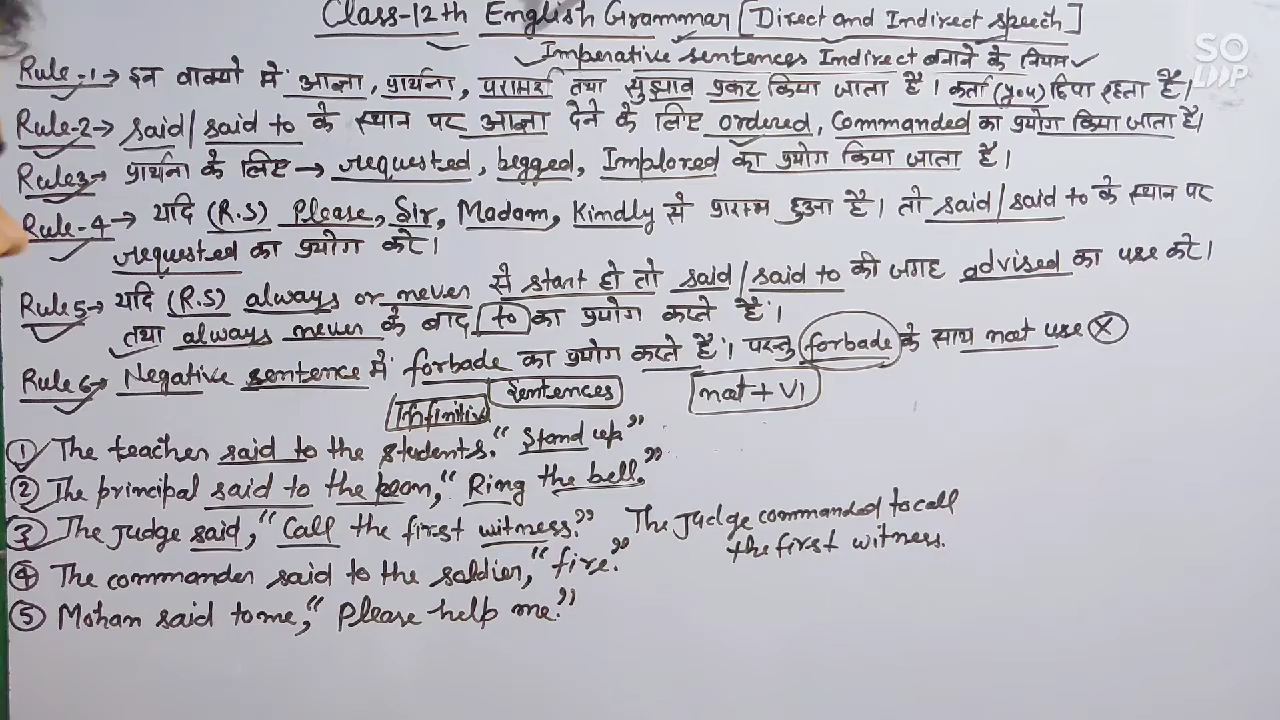 Class-12th English Grammar [Direct and Indirect speech]
SO LOOP
Imperative sentences Indirect बनाने के नियम
Rule-1→ इन वाक्यों में आज्ञा, प्रार्थना, परामर्श तथा सुझाव प्रकट किया जाता है। कर्ता (you) छिपा रहता है।
Rule-2→ said/said to के स्थान पर आज्ञा देने के लिए ordered, Commanded का प्रयोग किया जाता है।
Rule3→ प्रार्थना के लिए → requested, begged, Implored का प्रयोग किया जाता है।
Rule-4→ यदि (R.S) Please, Sir, Madam, Kindly से प्रारम्भ हुआ है। तो said/said to के स्थान पर
requested का प्रयोग करें।
Rule5→ यदि (R.S) always or never से start हो तो said/said to की जगह advised का use करें।
तथा always never के बाद to का प्रयोग करते हैं।
Rule6→ Negative sentence में forbade का प्रयोग करते हैं। परन्तु forbade के साथ not use X
Infinitive Sentences not + V1
① The teacher said to the students. "Stand up"
② The principal said to the peon, "Ring the bell."
③ The Judge said, "Call the first witness." The Judge commanded to call
the first witness.
④ The commander said to the soldier, "fire."
⑤ Mohan said to me, "Please help me."